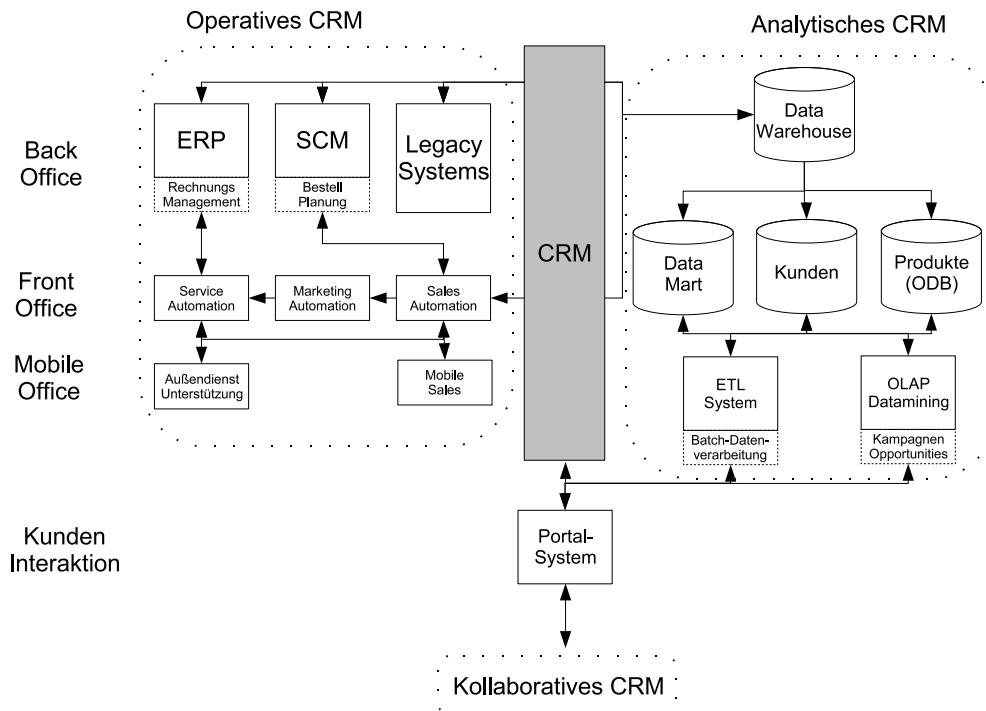 Operatives CRM
Analytisches CRM
Back
Office
ERP
Rechnungs
Management
SCM
Bestell
Planung
Legacy
Systems
CRM
Data
Warehouse
Data
Mart
Kunden
Produkte
(ODB)
Front
Office
Service
Automation
Marketing
Automation
Sales
Automation
Mobile
Office
Außendienst
Unterstützung
Mobile
Sales
ETL
System
Batch-Daten-
verarbeitung
OLAP
Datamining
Kampagnen
Opportunities
Kunden
Interaktion
Portal-
System
Kollaboratives CRM